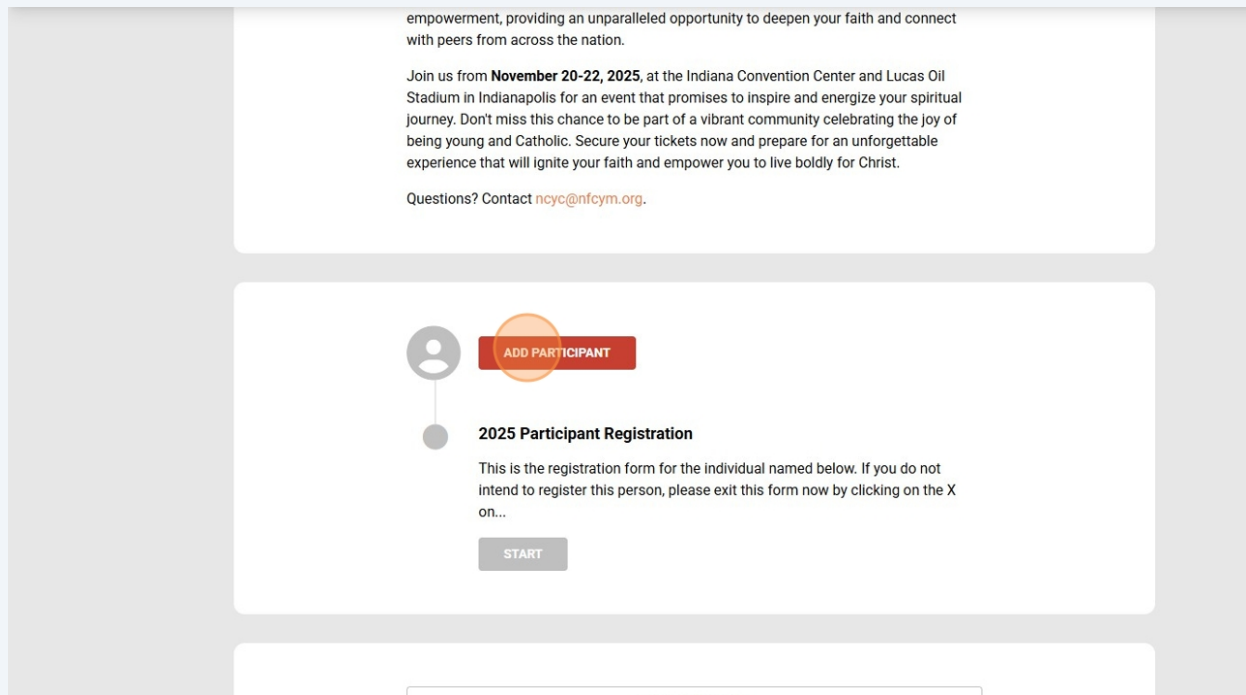 empowerment, providing an unparalleled opportunity to deepen your faith and connect
with peers from across the nation.
Join us from November 20-22, 2025, at the Indiana Convention Center and Lucas Oil
Stadium in Indianapolis for an event that promises to inspire and energize your spiritual
journey. Don't miss this chance to be part of a vibrant community celebrating the joy of
being young and Catholic. Secure your tickets now and prepare for an unforgettable
experience that will ignite your faith and empower you to live boldly for Christ.
Questions? Contact ncyc@nfcym.org.
ADD PARTICIPANT
2025 Participant Registration
This is the registration form for the individual named below. If you do not
intend to register this person, please exit this form now by clicking on the X
on...
START